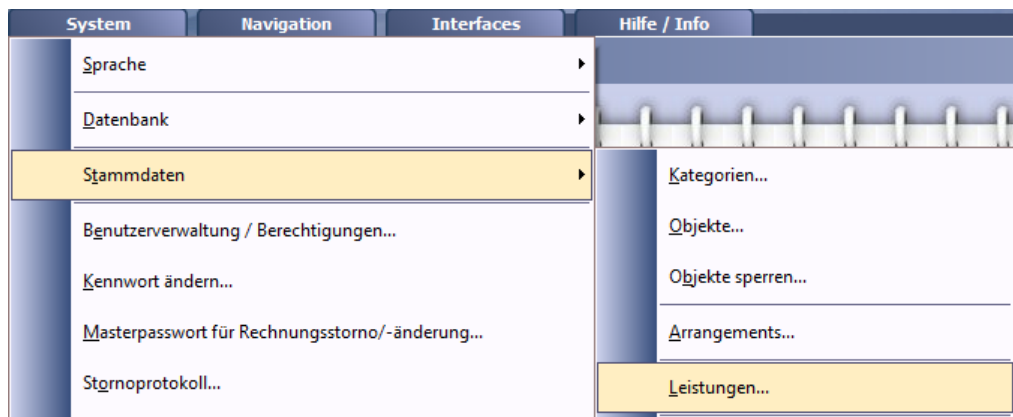 System Navigation Interfaces Hilfe / Info
Sprache
Datenbank
Stammdaten
Benutzerverwaltung / Berechtigungen...
Kennwort ändern...
Masterpasswort für Rechnungsstorno/-änderung...
Stornoprotokoll...
Kategorien...
Objekte...
Objekte sperren...
Arrangements...
Leistungen...